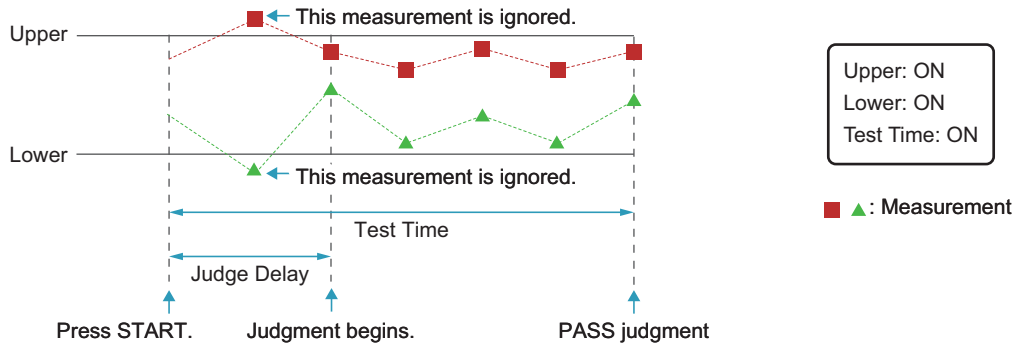 This measurement is ignored.
Upper
Lower
This measurement is ignored.
Test Time
Judge Delay
Press START.
Judgment begins.
PASS judgment
Upper: ON
Lower: ON
Test Time: ON
: Measurement